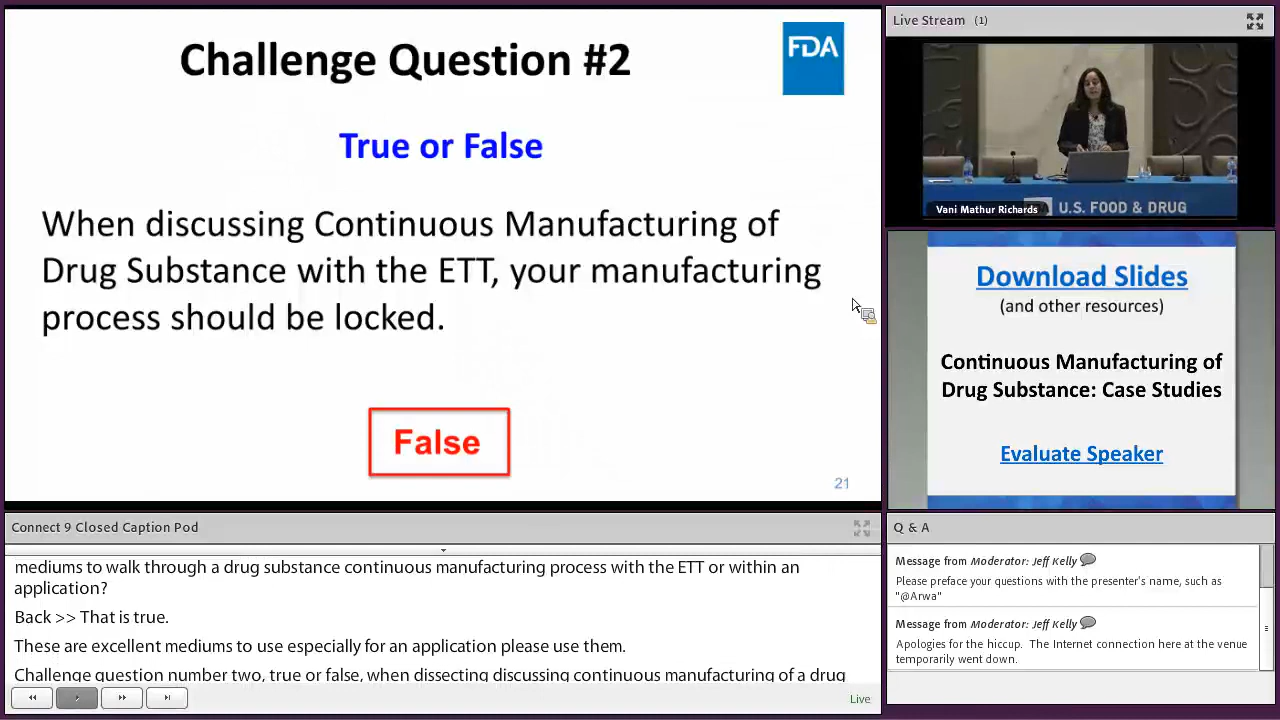 Challenge Question #2
FDA
True or False
When discussing Continuous Manufacturing of
Drug Substance with the ETT, your manufacturing
process should be locked.
False
21
Live Stream (1)
Vani Mathur Richards
U.S. FOOD & DRUG
Download Slides
(and other resources)
Continuous Manufacturing of
Drug Substance: Case Studies
Evaluate Speaker
Connect 9 Closed Caption Pod
mediums to walk through a drug substance continuous manufacturing process with the ETT or within an
application?
Back >> That is true.
These are excellent mediums to use especially for an application please use them.
Challenge question number two, true or false, when dissecting discussing continuous manufacturing of a drug
Live
Q & A
Message from Moderator: Jeff Kelly
Please preface your questions with the presenter's name, such as
"@Arwa"
Message from Moderator: Jeff Kelly
Apologies for the hiccup. The Internet connection here at the venue
temporarily went down.